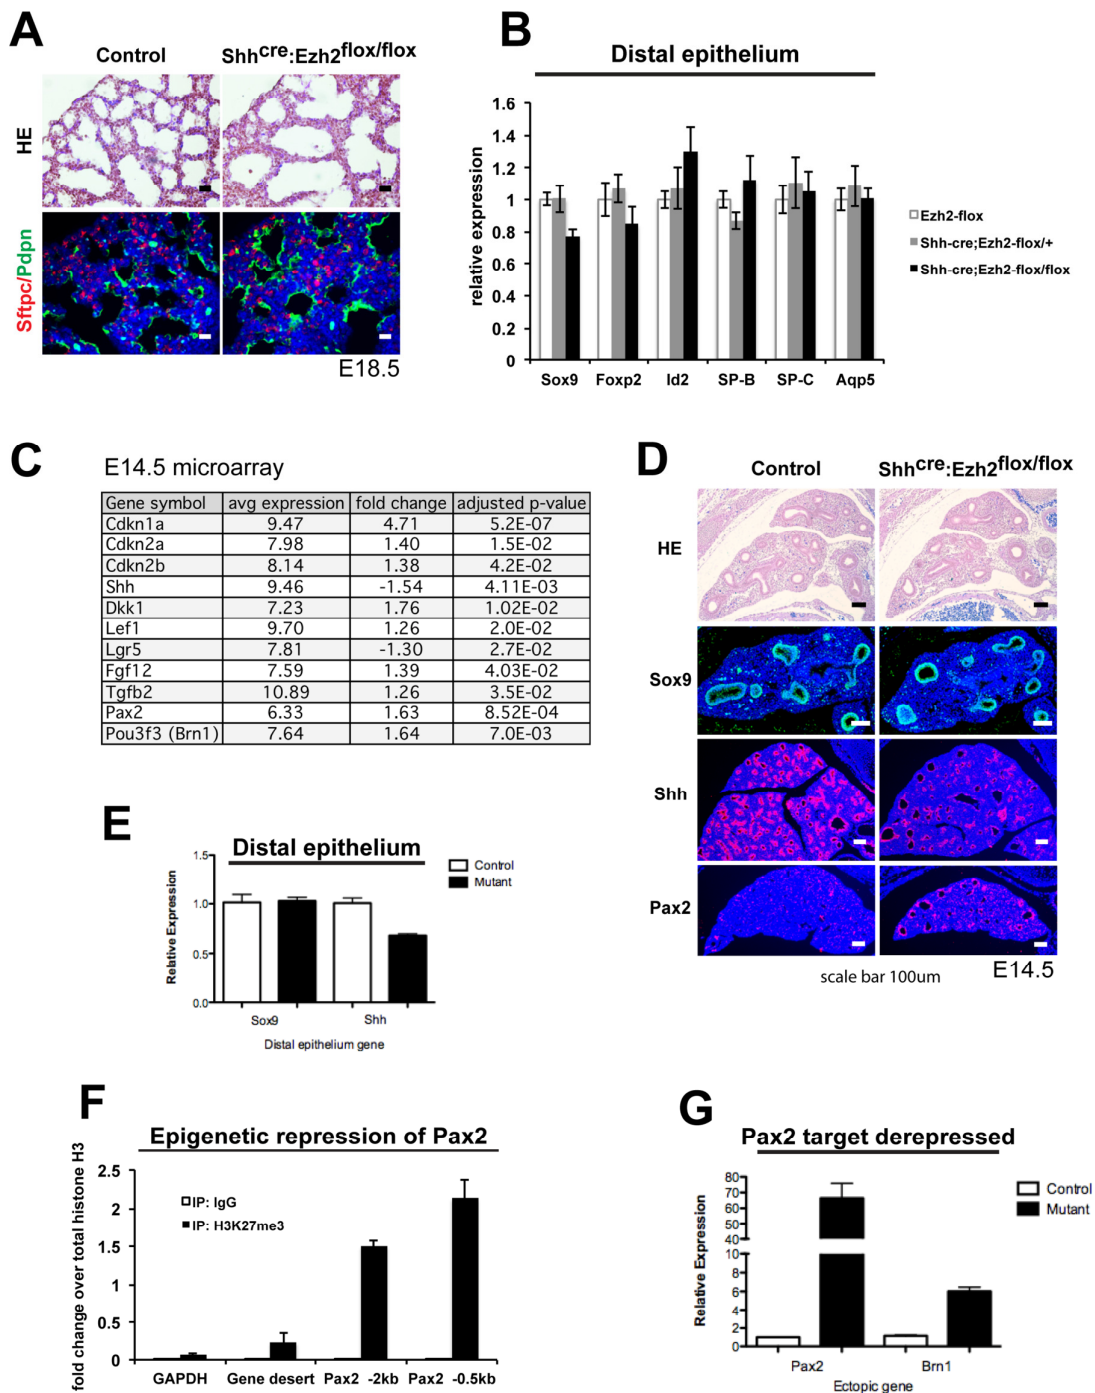 A
Control
Shhcre:Ezh2flox/flox
HE
Sftpc/Pdpn
E18.5
B
Distal epithelium
relative expression
1.6
1.4
1.2
1
0.8
0.6
0.4
0.2
0
Sox9 Foxp2 Id2 SP-B SP-C Aqp5
Ezh2-flox
Shh-cre;Ezh2-flox/+
Shh-cre;Ezh2-flox/flox
C
E14.5 microarray
Gene symbol avg expression fold change adjusted p-value
Cdkn1a 9.47 4.71 5.2E-07
Cdkn2a 7.98 1.40 1.5E-02
Cdkn2b 8.14 1.38 4.2E-02
Shh 9.46 -1.54 4.11E-03
Dkk1 7.23 1.76 1.02E-02
Lef1 9.70 1.26 2.0E-02
Lgr5 7.81 -1.30 2.7E-02
Fgf12 7.59 1.39 4.03E-02
Tgfb2 10.89 1.26 3.5E-02
Pax2 6.33 1.63 8.52E-04
Pou3f3 (Brn1) 7.64 1.64 7.0E-03
D
Control
Shhcre:Ezh2flox/flox
HE
Sox9
Shh
Pax2
scale bar 100um
E14.5
E
Distal epithelium
Relative Expression
1.5
1.0
0.5
0.0
Sox9 Shh
Distal epithelium gene
Control
Mutant
F
Epigenetic repression of Pax2
fold change over total histone H3
2.5
2
1.5
1
0.5
0
IP: IgG
IP: H3K27me3
GAPDH Gene desert Pax2 -2kb Pax2 -0.5kb
G
Pax2 target derepressed
Relative Expression
80
70
60
50
40
10
8
6
4
2
0
Pax2 Brn1
Ectopic gene
Control
Mutant